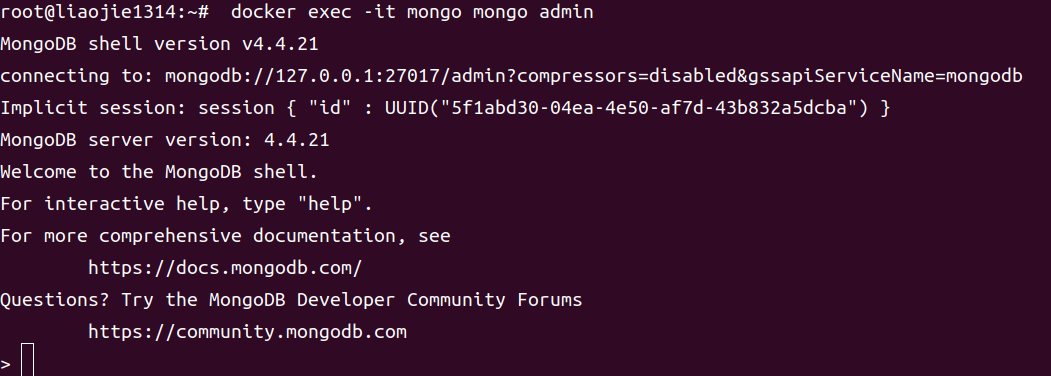 root@liaojie1314:~#  docker exec -it mongo mongo admin
MongoDB shell version v4.4.21
connecting to: mongodb://127.0.0.1:27017/admin?compressors=disabled&gssapiServiceName=mongodb
Implicit session: session { "id" : UUID("5f1abd30-04ea-4e50-af7d-43b832a5dcba") }
MongoDB server version: 4.4.21
Welcome to the MongoDB shell.
For interactive help, type "help".
For more comprehensive documentation, see
        https://docs.mongodb.com/
Questions? Try the MongoDB Developer Community Forums
        https://community.mongodb.com
>